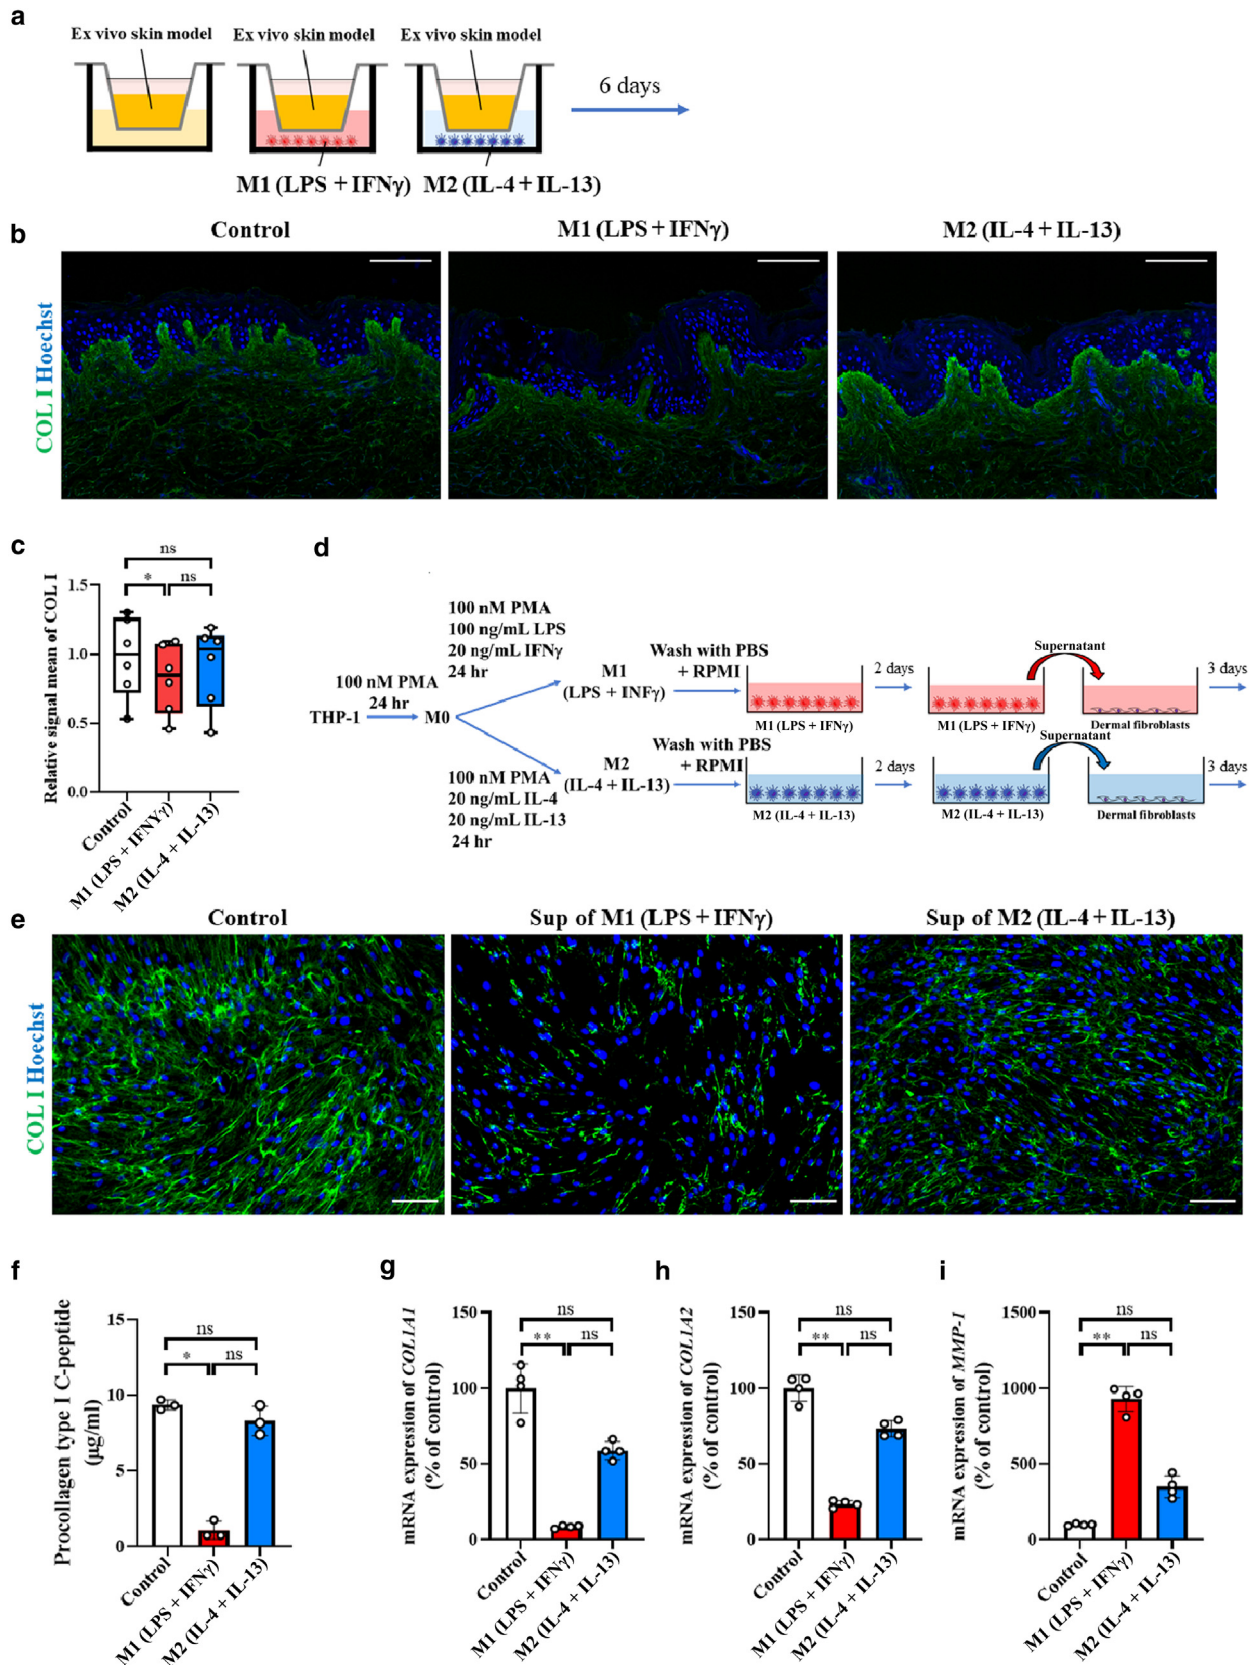 a
Ex vivo skin model
Ex vivo skin model
Ex vivo skin model
6 days
M1 (LPS + IFNγ)
M2 (IL-4 + IL-13)
b
Control
M1 (LPS + IFNγ)
M2 (IL-4 + IL-13)
COL I Hoechst
c
ns
*
ns
Relative signal mean of COL I
1.5
1.0
0.5
0.0
Control
M1 (LPS + IFNYγ)
M2 (IL-4 + IL-13)
d
THP-1
100 nM PMA
24 hr
M0
100 nM PMA
100 ng/mL LPS
20 ng/mL IFNγ
24 hr
M1
(LPS + INFγ)
Wash with PBS
+ RPMI
M1 (LPS + IFNγ)
2 days
M1 (LPS + IFNγ)
Supernatant
Dermal fibroblasts
3 days
100 nM PMA
20 ng/mL IL-4
20 ng/mL IL-13
24 hr
M2
(IL-4 + IL-13)
Wash with PBS
+ RPMI
M2 (IL-4 + IL-13)
2 days
M2 (IL-4 + IL-13)
Supernatant
Dermal fibroblasts
3 days
e
Control
Sup of M1 (LPS + IFNγ)
Sup of M2 (IL-4 + IL-13)
COL I Hoechst
f
Procollagen type I C-peptide
(μg/ml)
15
10
5
0
ns
*
ns
Control
M1 (LPS + IFNγ)
M2 (IL-4 + IL-13)
g
mRNA expression of COL1A1
(% of control)
150
100
50
0
ns
**
ns
Control
M1 (LPS + IFNγ)
M2 (IL-4 + IL-13)
h
mRNA expression of COL1A2
(% of control)
150
100
50
0
ns
**
ns
Control
M1 (LPS + IFNγ)
M2 (IL-4 + IL-13)
i
mRNA expression of MMP-1
(% of control)
1500
1000
500
0
ns
**
ns
Control
M1 (LPS + IFNγ)
M2 (IL-4 + IL-13)